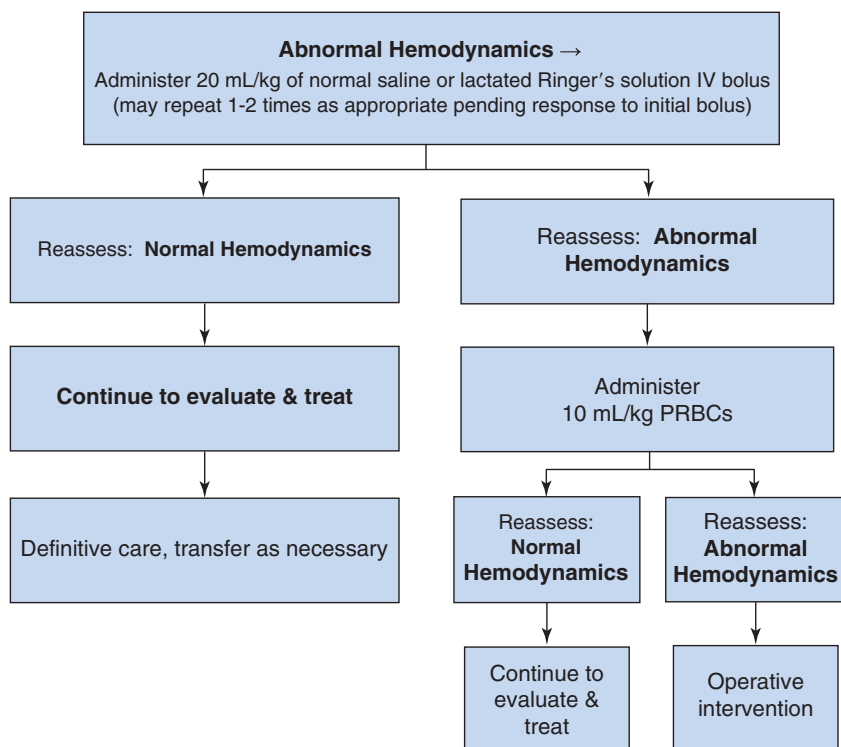 Abnormal Hemodynamics →
Administer 20 mL/kg of normal saline or lactated Ringer′s solution IV bolus
(may repeat 1-2 times as appropriate pending response to initial bolus)
Reassess: Normal Hemodynamics
Reassess: Abnormal
Hemodynamics
Continue to evaluate & treat
Administer
10 mL/kg PRBCs
Definitive care, transfer as necessary
Reassess:
Normal
Hemodynamics
Reassess:
Abnormal
Hemodynamics
Continue to
evaluate &
treat
Operative
intervention